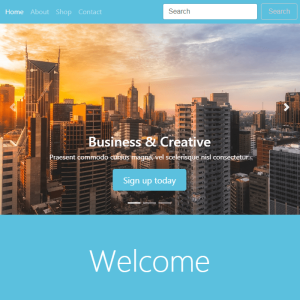 Home About Shop Contact Search Search
Business & Creative
Praesent commodo cursus magna, vel scelerisque nisl consectetur.
Sign up today
Welcome